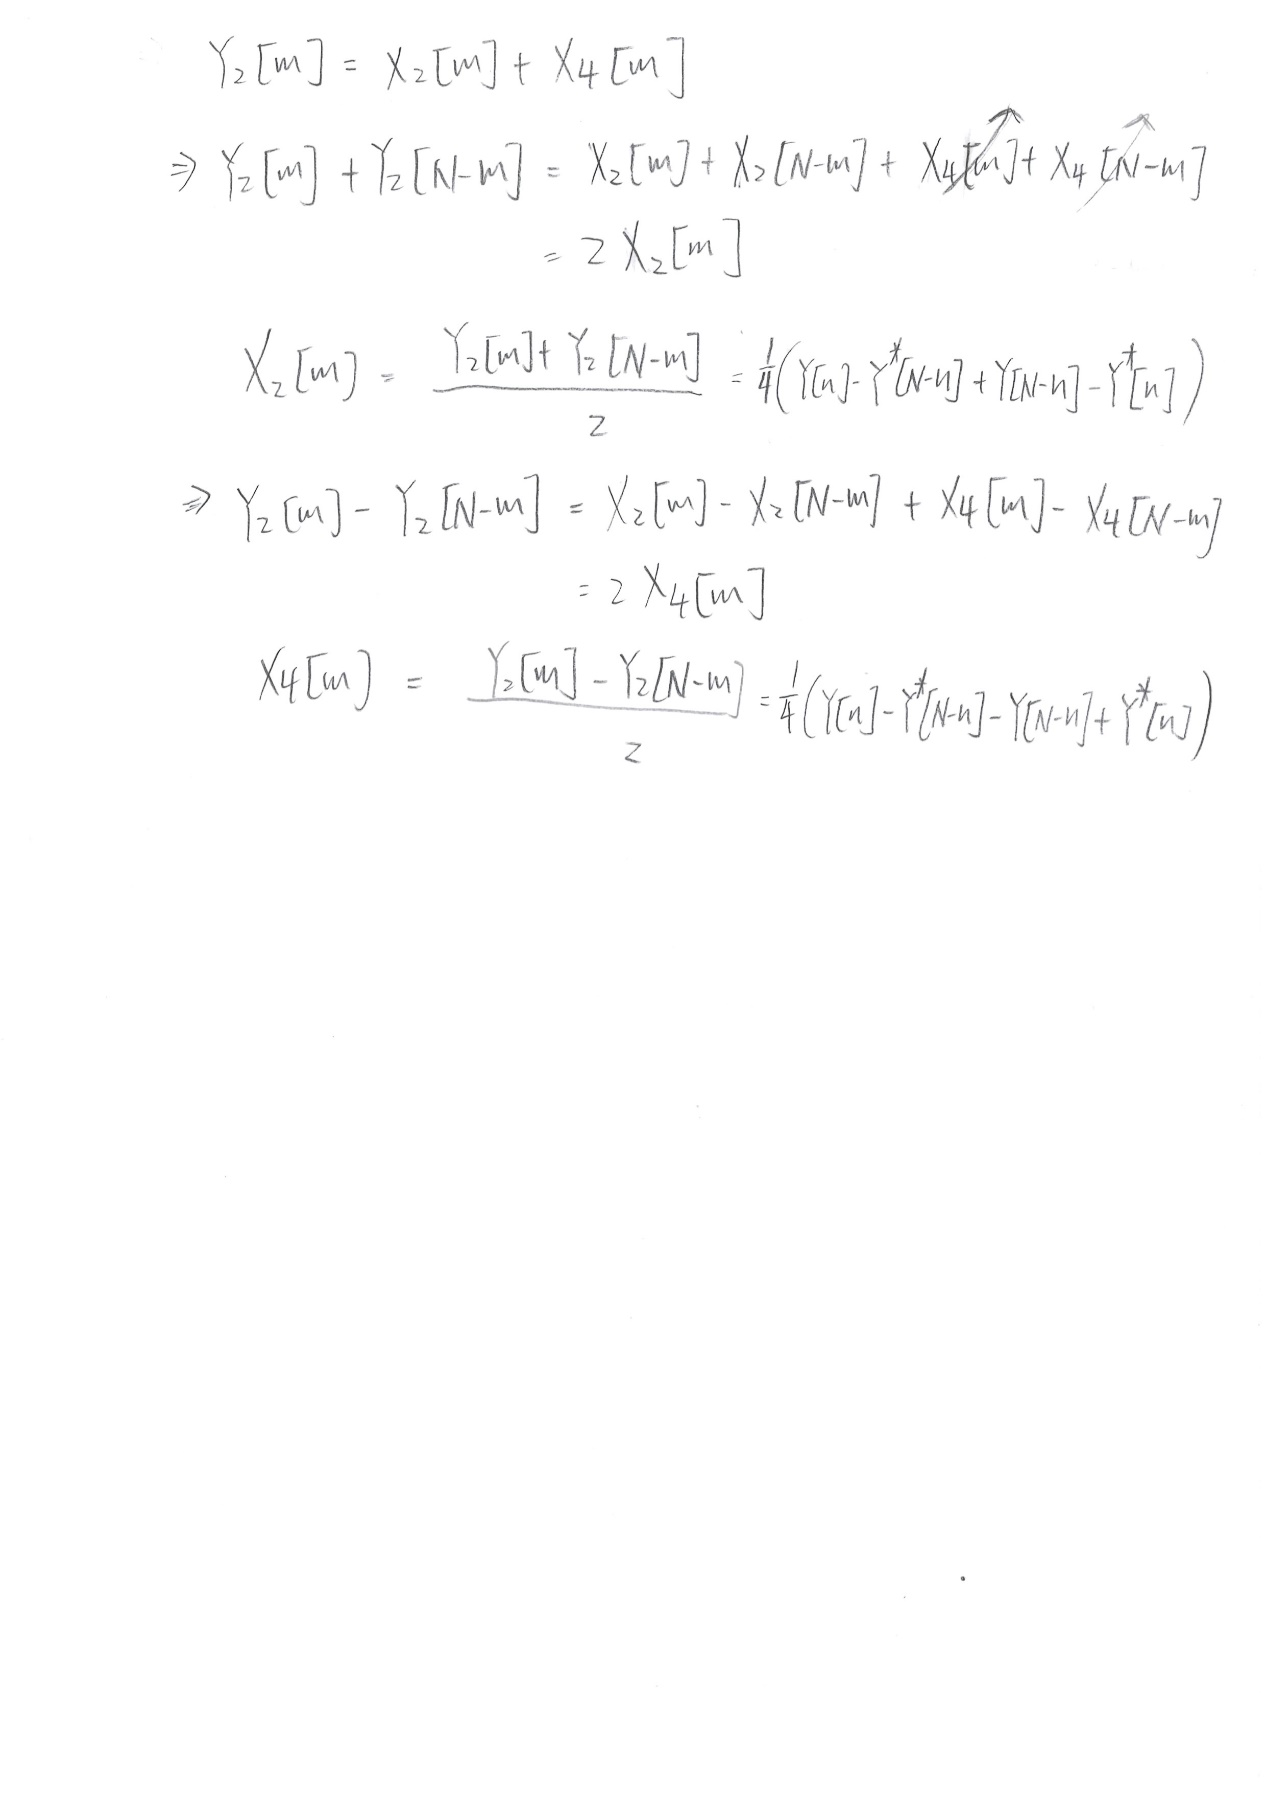 Y₂[m] = X₂[m] + X₄[m]
⇒ Y₂[m] + Y₂[N-m] = X₂[m] + X₂[N-m] + X₄[m] + X₄[N-m]
= 2 X₂[m]
X₂[m] = (Y₂[m] + Y₂[N-m])/2 = 1/4 (Y[n] - Y*[N-n] + Y[N-n] - Y*[n])
⇒ Y₂[m] - Y₂[N-m] = X₂[m] - X₂[N-m] + X₄[m] - X₄[N-m]
= 2 X₄[m]
X₄[m] = (Y₂[m] - Y₂[N-m])/2 = 1/4 (Y[n] - Y*[N-n] - Y[N-n] + Y*[n])